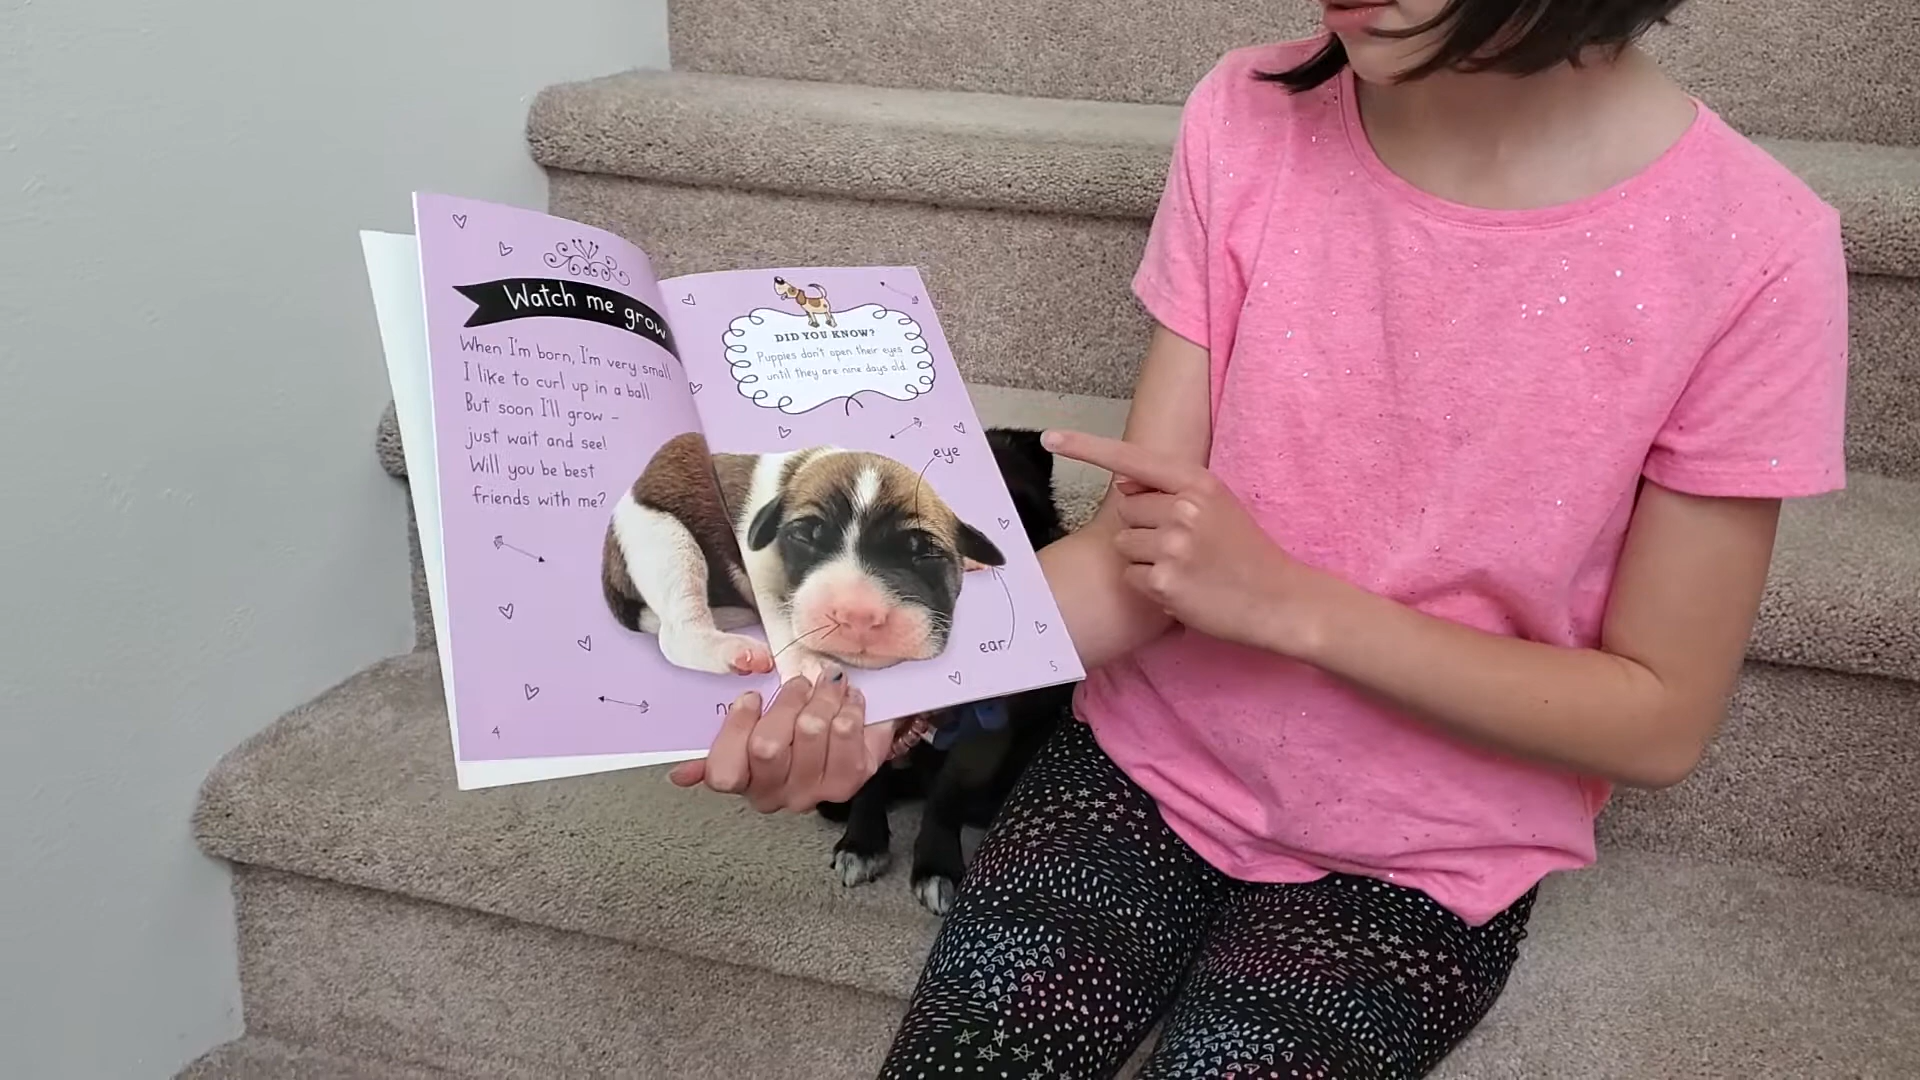 Watch me grow
When I'm born, I'm very small
I like to curl up in a ball.
But soon I'll grow –
just wait and see!
Will you be best
friends with me?
4
DID YOU KNOW?
Puppies don't open their eyes
until they are nine days old.
eye
ear
5